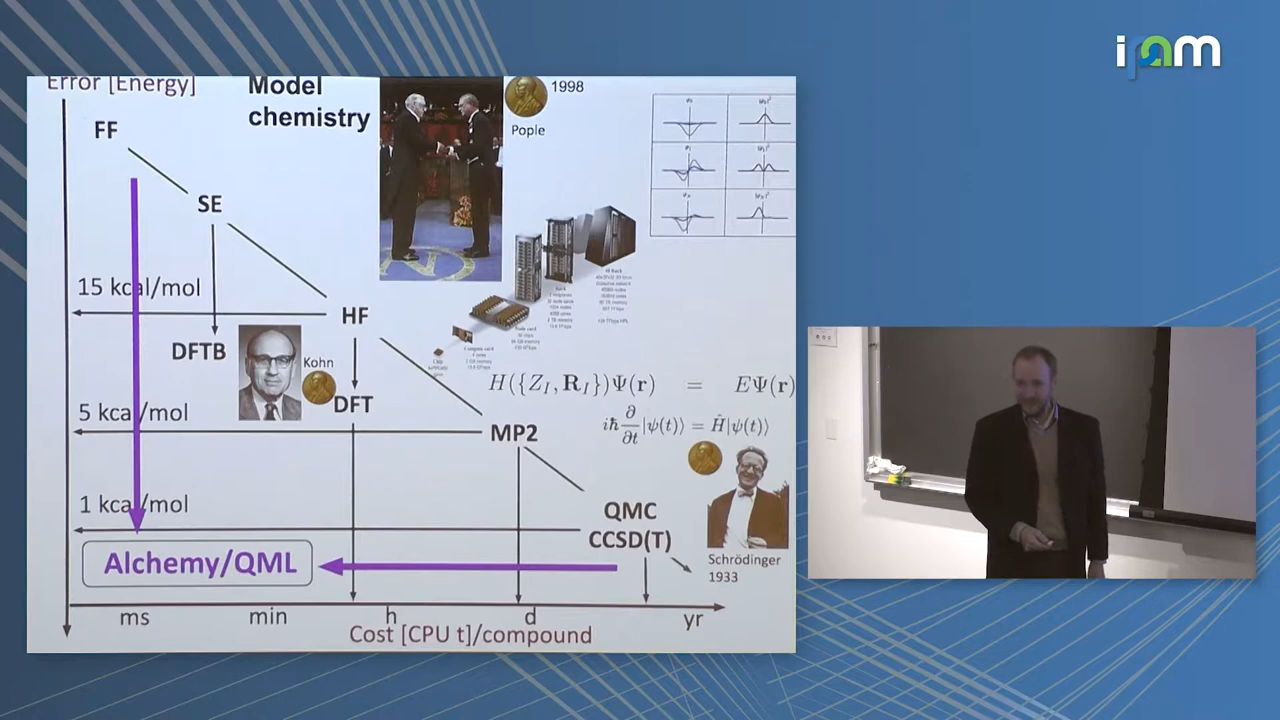 ipam
Error [Energy]
Model
chemistry
1998
Pople
FF
SE
15 kcal/mol
HF
DFTB
Kohn
DFT
5 kcal/mol
MP2
H({Z_I, R_I})Ψ(r) = EΨ(r)
iħ ∂/∂t |ψ(t)⟩ = Ĥ|ψ(t)⟩
1 kcal/mol
QMC
CCSD(T)
Schrödinger
1933
Alchemy/QML
ms min h d yr
Cost [CPU t]/compound